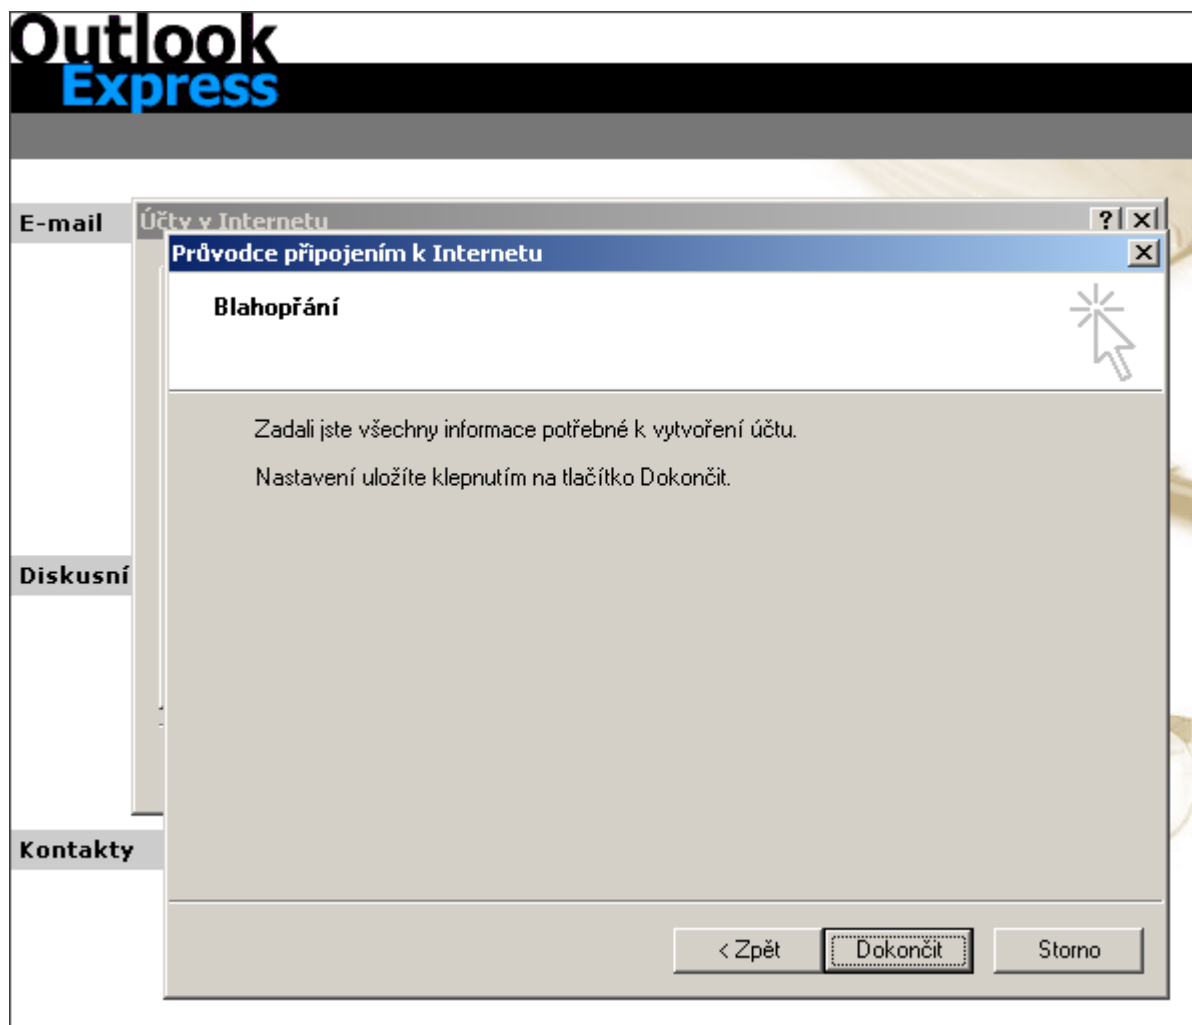 Outlook
Express
E-mail
Účty v Internetu
Průvodce připojením k Internetu
Blahopřání
Zadali jste všechny informace potřebné k vytvoření účtu.
Nastavení uložíte klepnutím na tlačítko Dokončit.
Diskusní
Kontakty
< Zpět
Dokončit
Storno